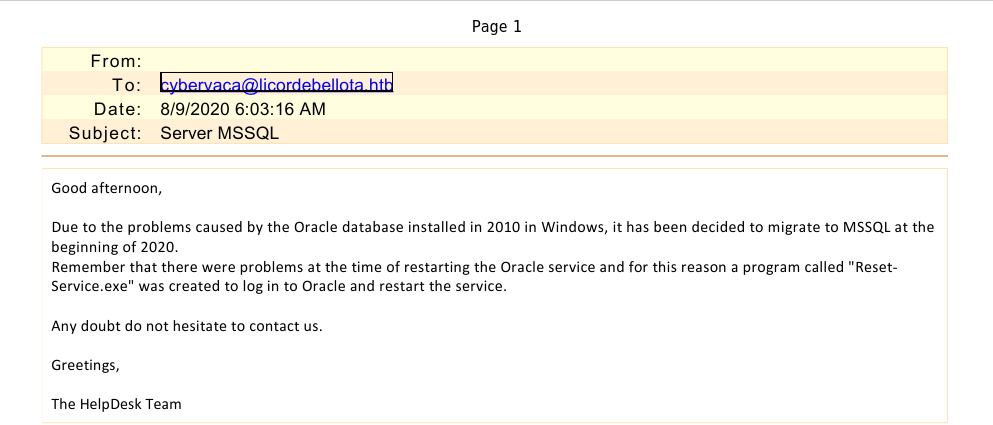 Page 1
From:
To: cybervaca@licordebellota.htb
Date: 8/9/2020 6:03:16 AM
Subject: Server MSSQL
Good afternoon,
Due to the problems caused by the Oracle database installed in 2010 in Windows, it has been decided to migrate to MSSQL at the
beginning of 2020.
Remember that there were problems at the time of restarting the Oracle service and for this reason a program called "Reset-
Service.exe" was created to log in to Oracle and restart the service.
Any doubt do not hesitate to contact us.
Greetings,
The HelpDesk Team